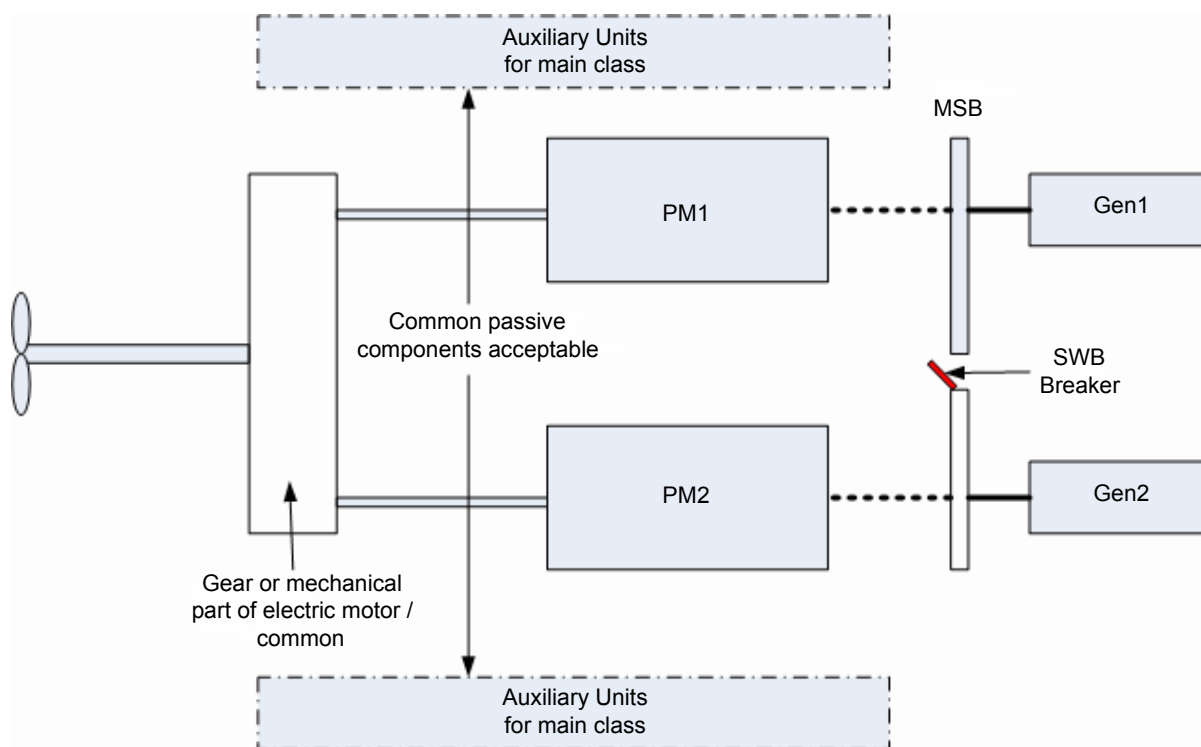 Auxiliary Units
for main class
MSB
PM1
Gen1
Common passive
components acceptable
SWB
Breaker
PM2
Gen2
Gear or mechanical
part of electric motor /
common
Auxiliary Units
for main class